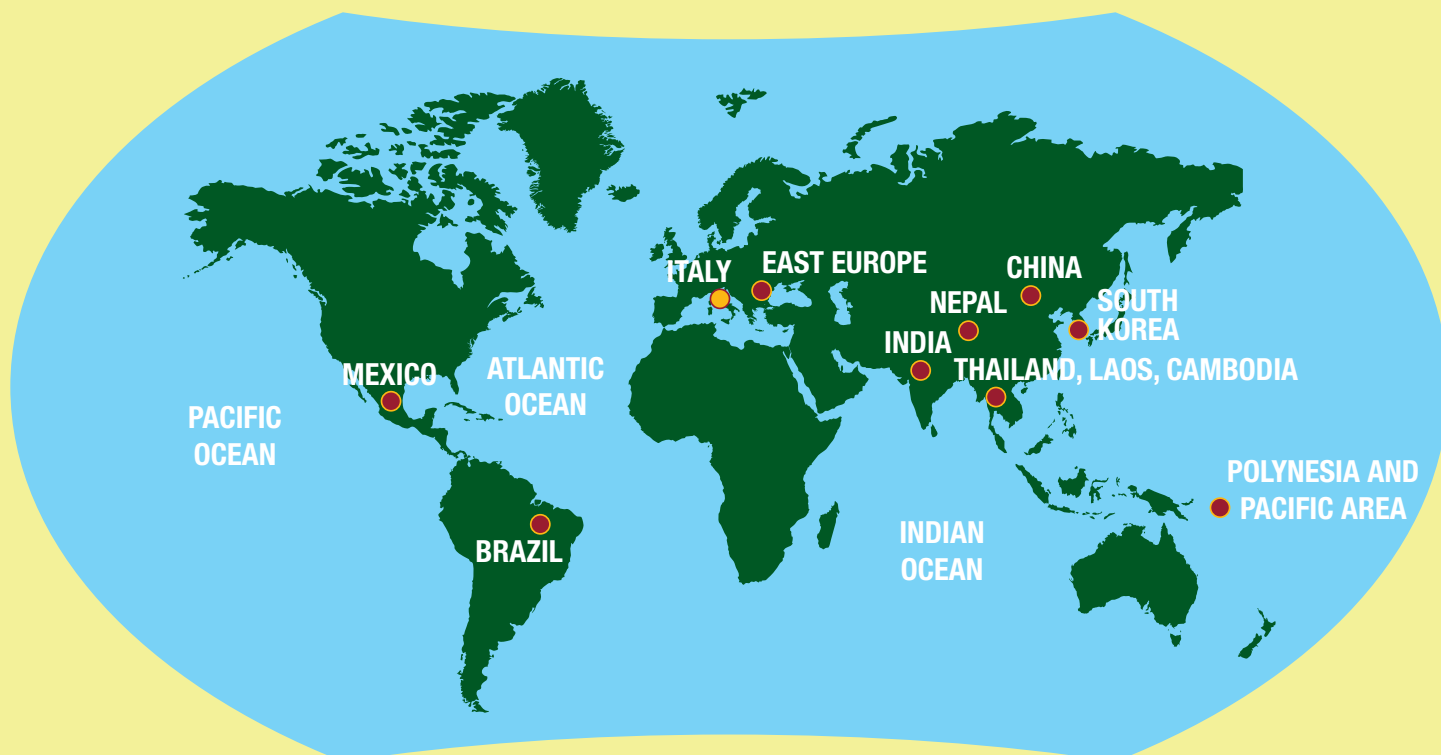 ITALY
EAST EUROPE
CHINA
NEPAL
SOUTH
KOREA
INDIA
THAILAND, LAOS, CAMBODIA
MEXICO
ATLANTIC
OCEAN
PACIFIC
OCEAN
POLYNESIA AND
PACIFIC AREA
INDIAN
OCEAN
BRAZIL